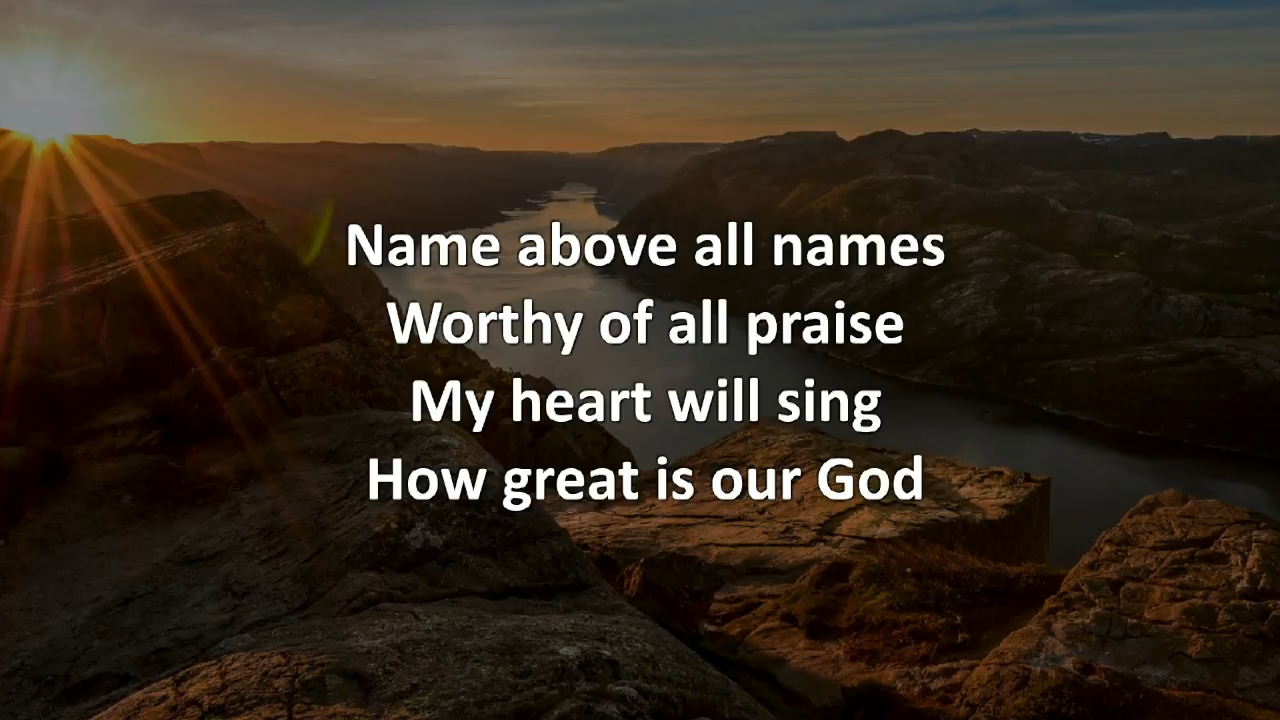 Name above all names
Worthy of all praise
My heart will sing
How great is our God